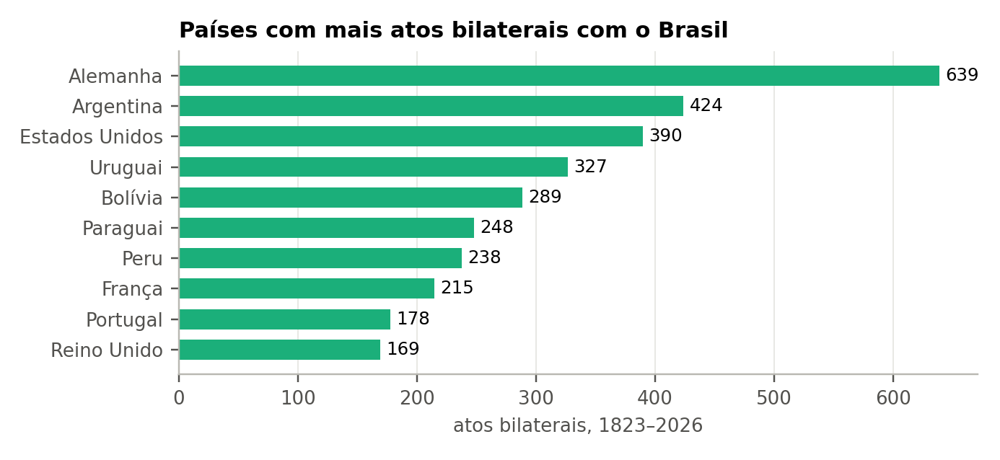 Países com mais atos bilaterais com o Brasil
Alemanha 639
Argentina 424
Estados Unidos 390
Uruguai 327
Bolívia 289
Paraguai 248
Peru 238
França 215
Portugal 178
Reino Unido 169
0 100 200 300 400 500 600
atos bilaterais, 1823–2026